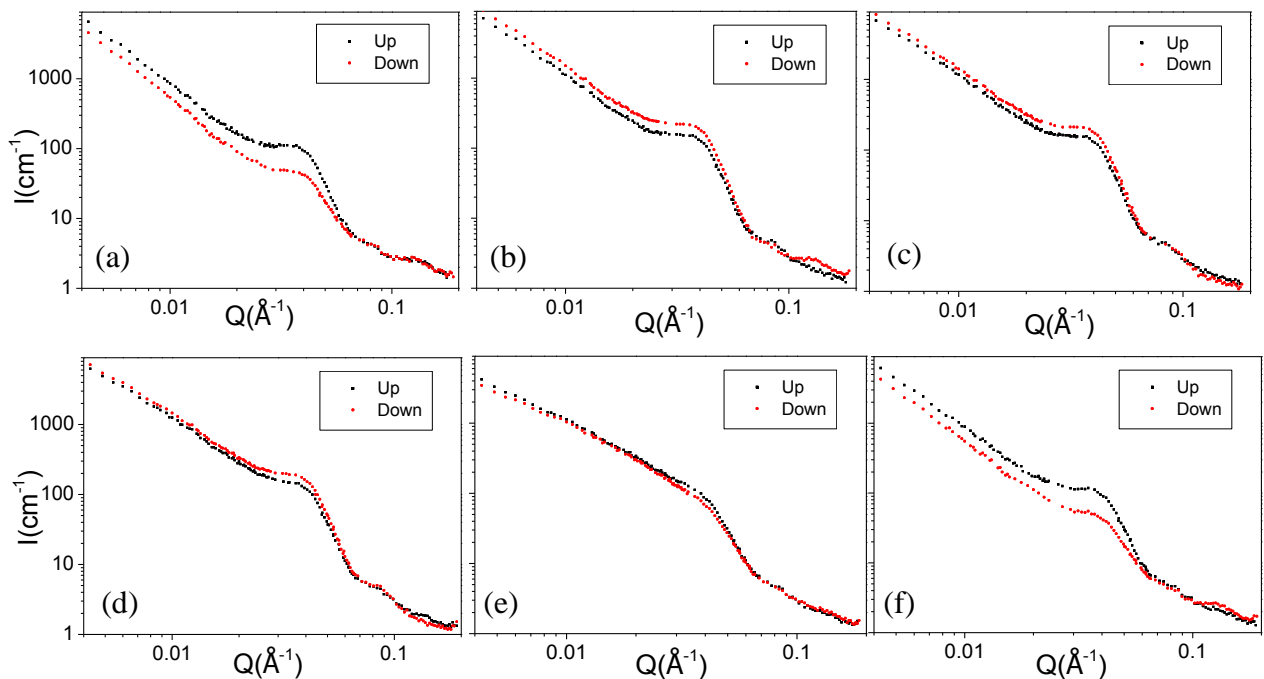 Up
Down
Up
Down
Up
Down
1000
100
10
1
I(cm-1)
(a)
(b)
(c)
0.01
0.1
0.01
0.1
0.01
0.1
Q(Å-1)
Q(Å-1)
Q(Å-1)
Up
Down
Up
Down
Up
Down
1000
100
10
1
I(cm-1)
(d)
(e)
(f)
0.01
0.1
0.01
0.1
0.01
0.1
Q(Å-1)
Q(Å-1)
Q(Å-1)